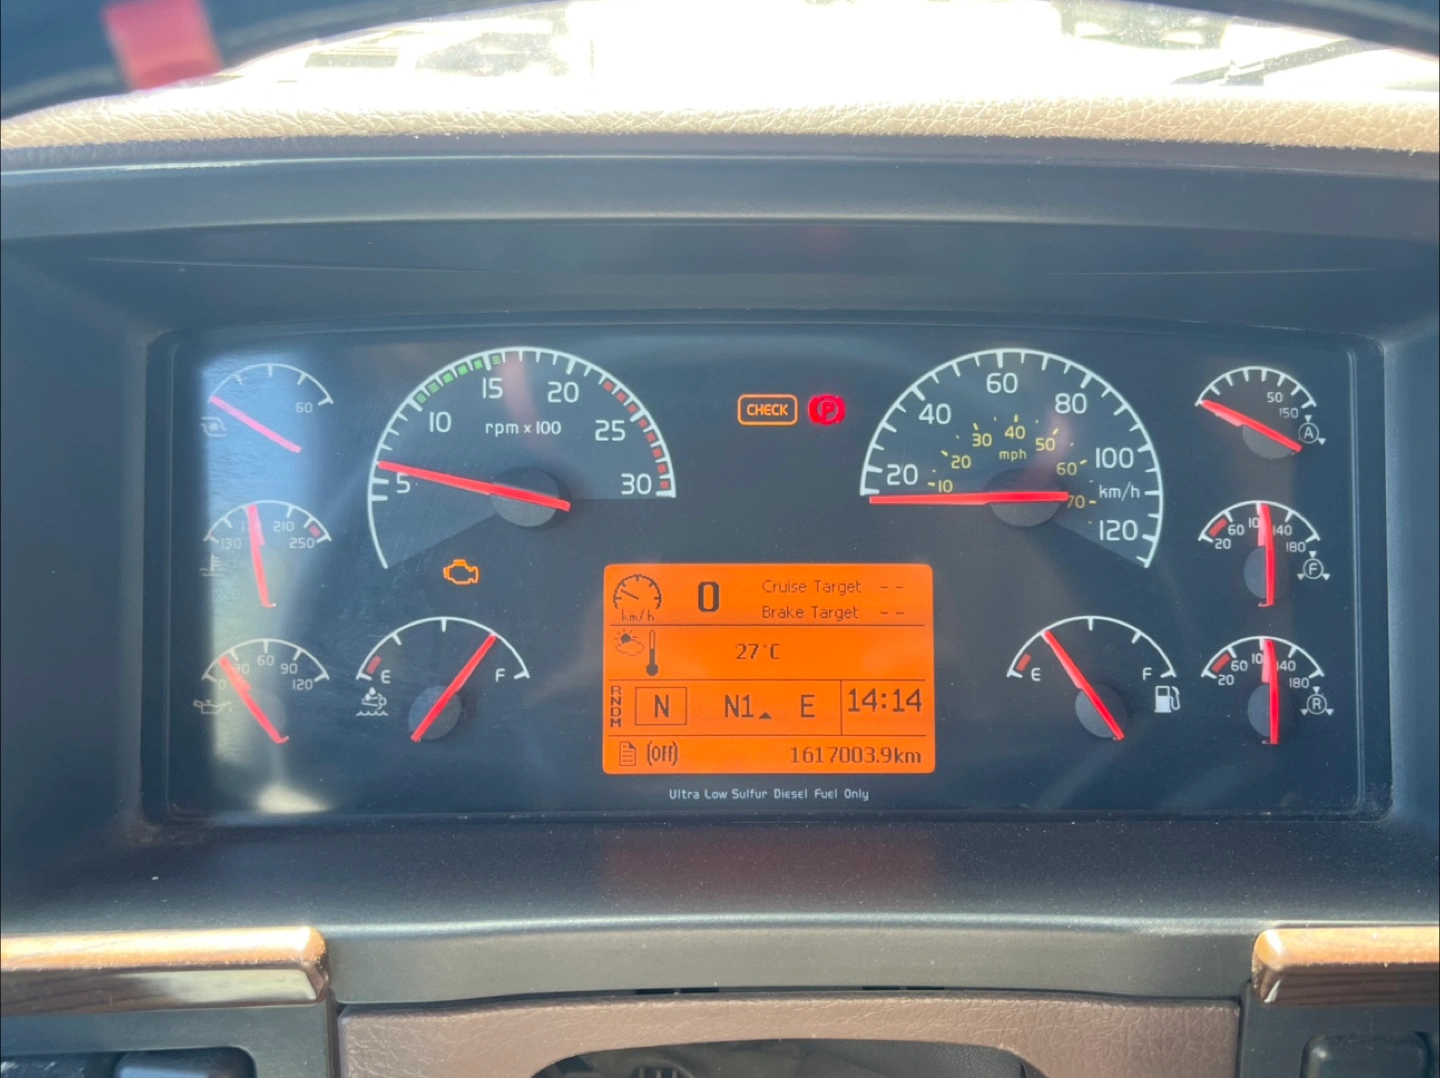 60
15
20
10
25
5
30
rpm x 100
CHECK
P
60
40
80
20
100
120
km/h
30
40
50
20
60
10
70
mph
50
150
A
130
210
250
20
60
140
180
F
60
90
120
0
E
F
E
F
20
60
140
180
R
km/h
0
Cruise Target --
Brake Target --
27°C
RNDM
N
N1
E
14:14
(Off)
1617003.9km
Ultra Low Sulfur Diesel Fuel Only